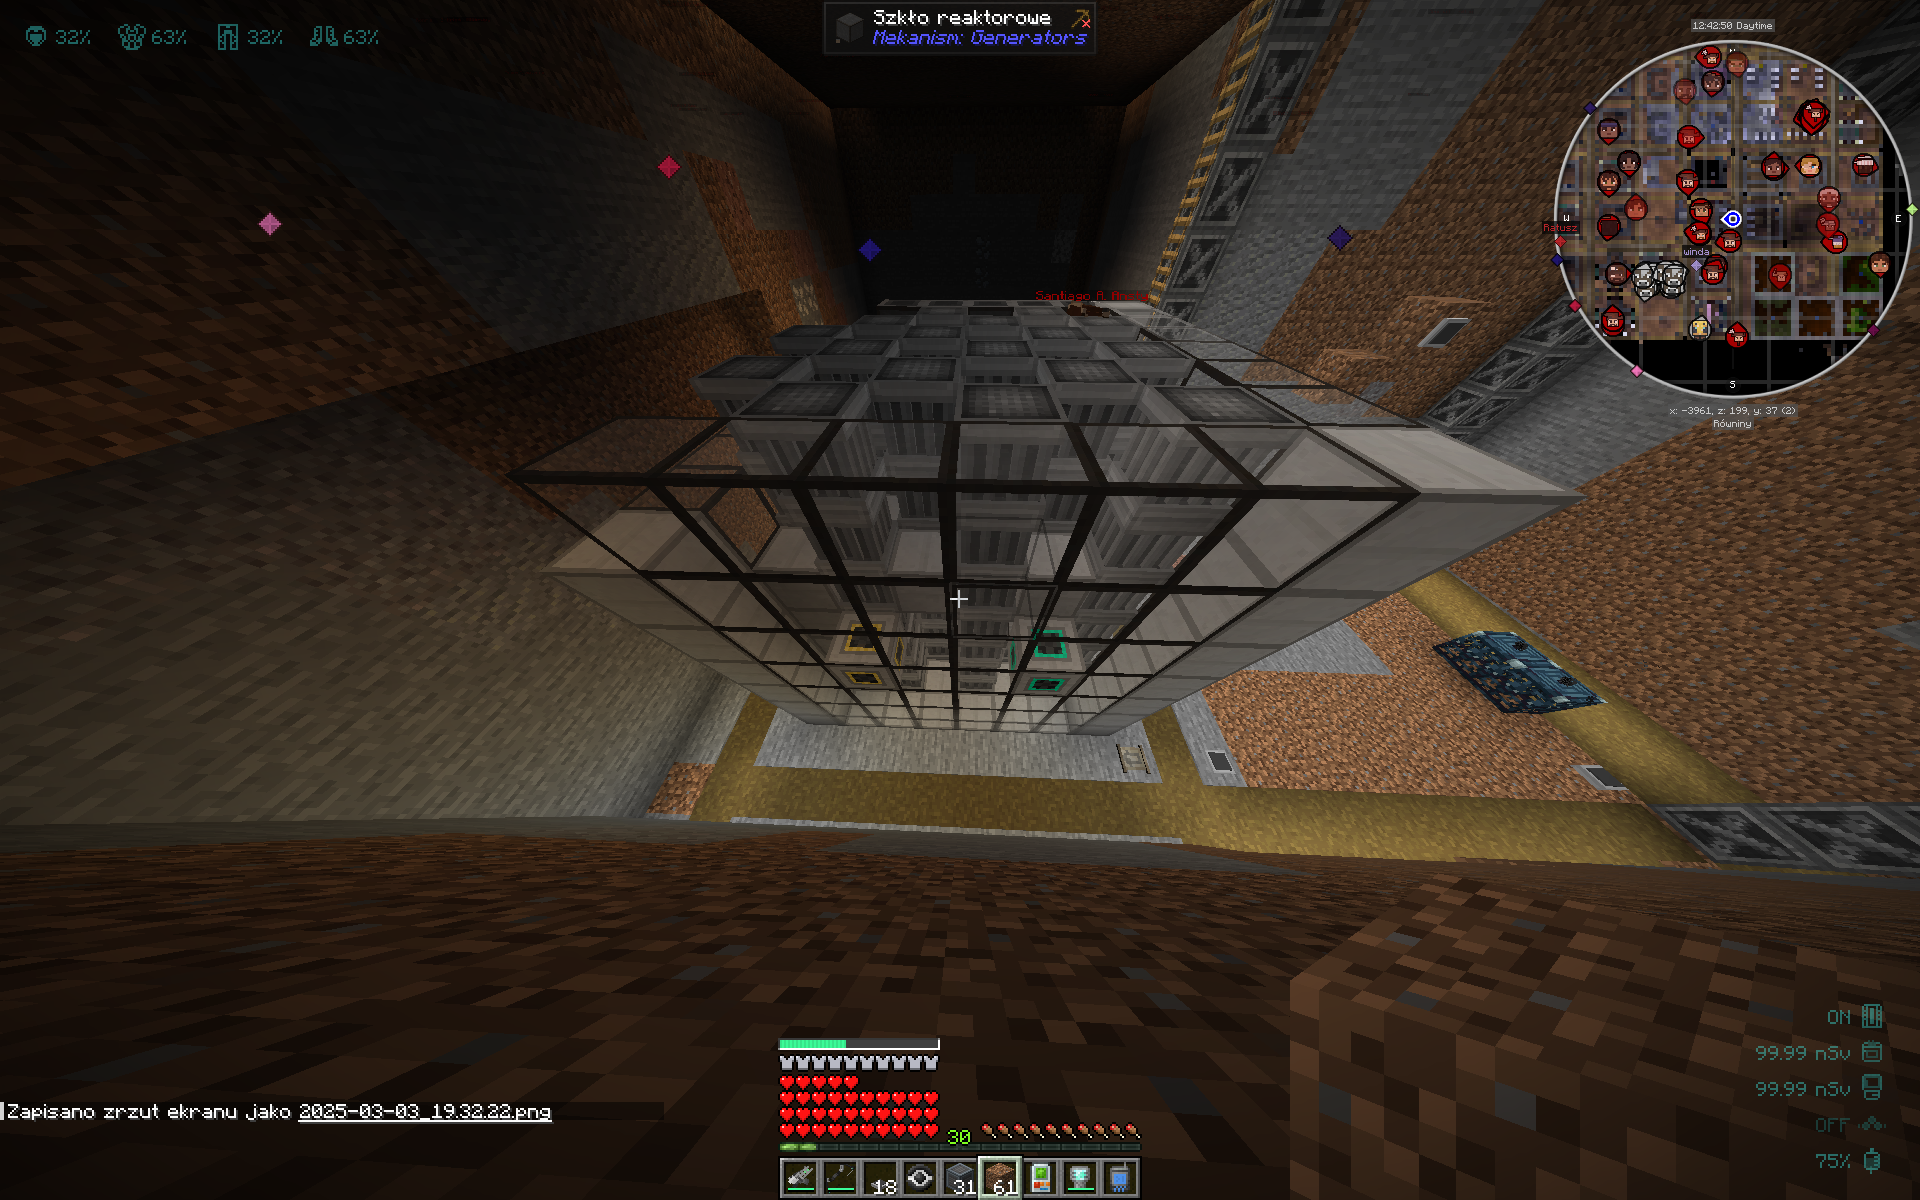 32% 63% 32% 63%
Szkło reaktorowe
Mekanism: Generators
12:42:50 Daytime
W
E
S
Ratusz
winda
x: -3961, z: 199, y: 37 (2)
Równiny
ON
99.99 nSv
99.99 nSv
OFF
75%
Zapisano zrzut ekranu jako 2025-03-03_19.32.22.png
30
18 31 61